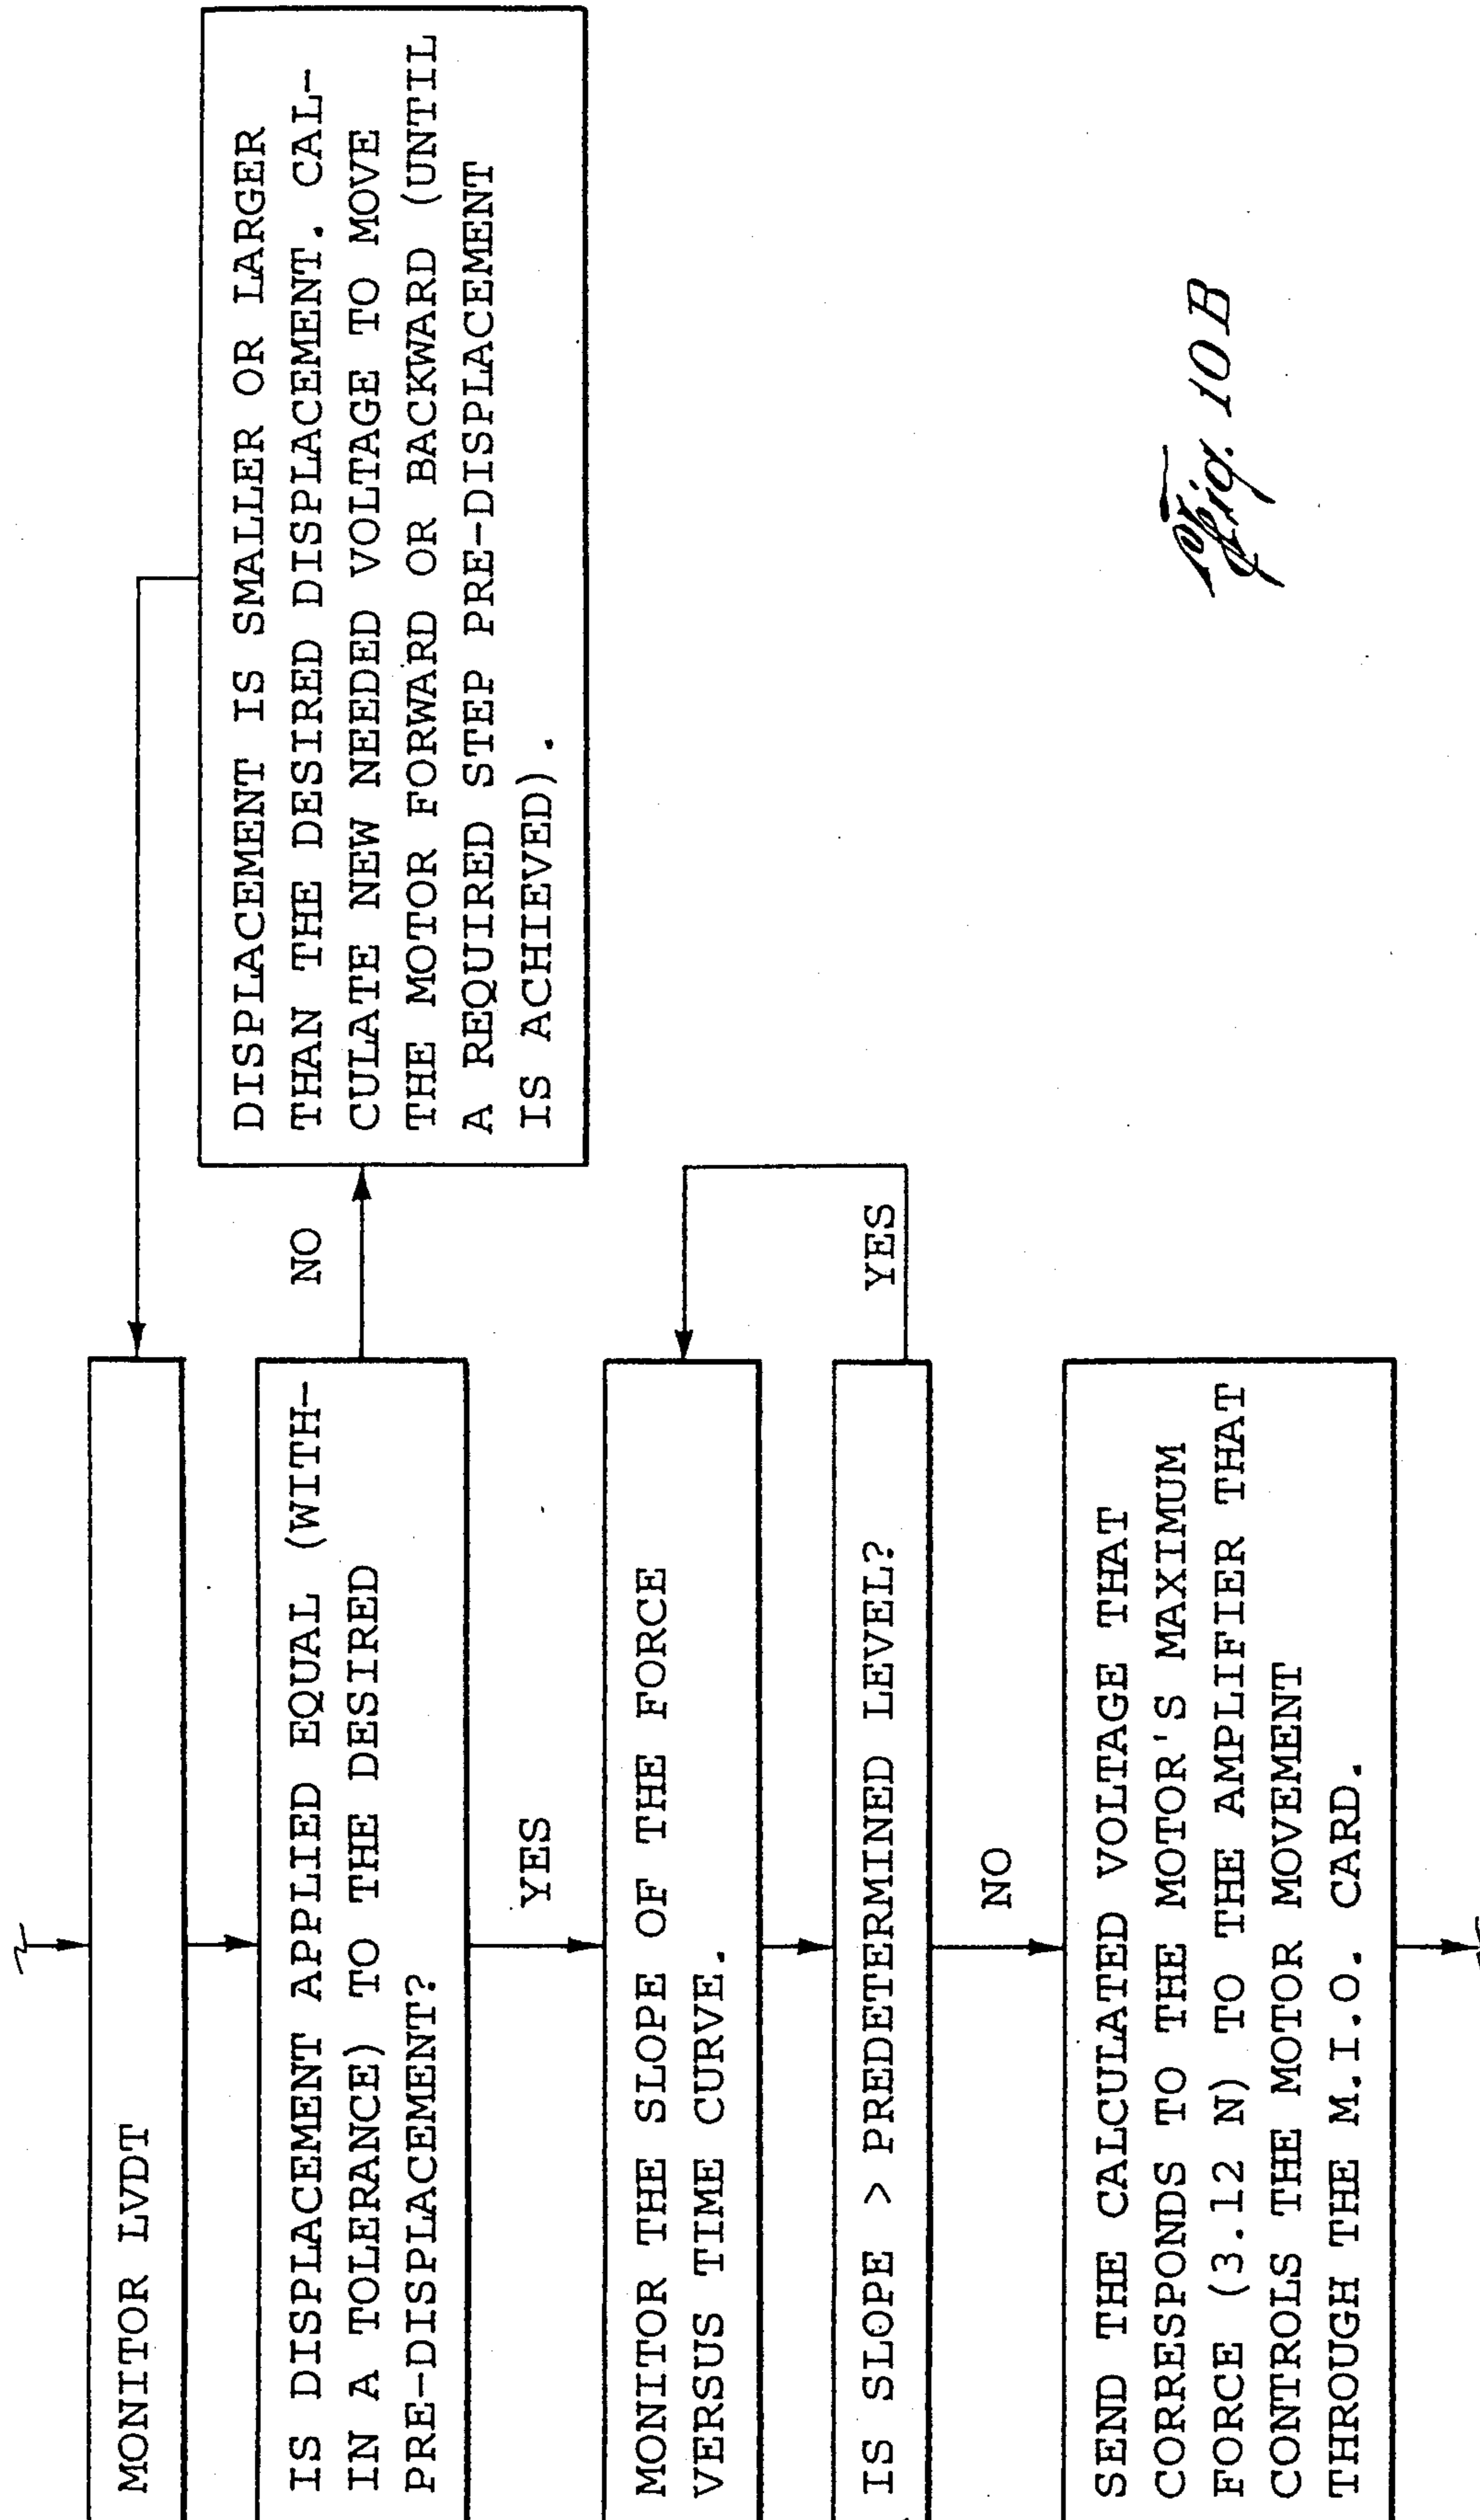 MONITOR LVDT
IS DISPLACEMENT APPLIED EQUAL (WITH-
IN A TOLERANCE) TO THE DESIRED
PRE-DISPLACEMENT?
NO
DISPLACEMENT IS SMALLER OR LARGER
THAN THE DESIRED DISPLACEMENT. CAL-
CULATE NEW NEEDED VOLTAGE TO MOVE
THE MOTOR FORWARD OR BACKWARD (UNTIL
A REQUIRED STEP PRE-DISPLACEMENT
IS ACHIEVED).
YES
MONITOR THE SLOPE OF THE FORCE
VERSUS TIME CURVE.
IS SLOPE > PREDETERMINED LEVEL?
YES
NO
SEND THE CALCULATED VOLTAGE THAT
CORRESPONDS TO THE MOTOR'S MAXIMUM
FORCE (3.12 N) TO THE AMPLIFIER THAT
CONTROLS THE MOTOR MOVEMENT
THROUGH THE M.I.O. CARD.
Fig. 10B